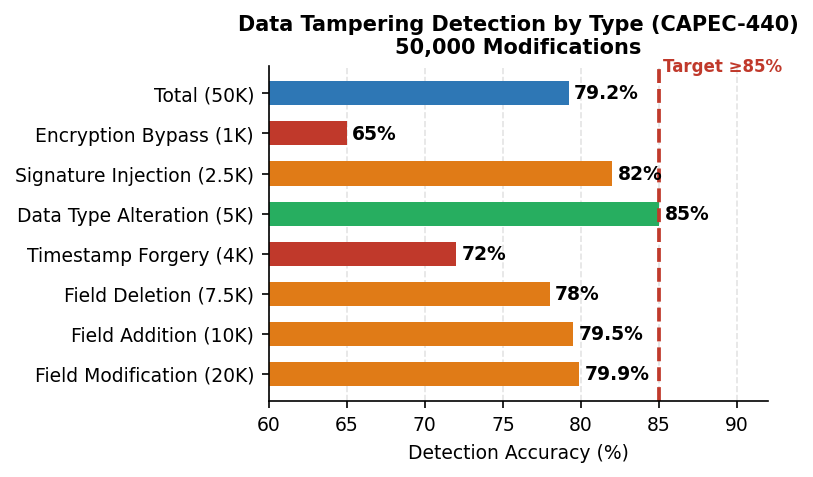 Data Tampering Detection by Type (CAPEC-440)
50,000 Modifications
Target ≥85%
Total (50K) 79.2%
Encryption Bypass (1K) 65%
Signature Injection (2.5K) 82%
Data Type Alteration (5K) 85%
Timestamp Forgery (4K) 72%
Field Deletion (7.5K) 78%
Field Addition (10K) 79.5%
Field Modification (20K) 79.9%
60 65 70 75 80 85 90
Detection Accuracy (%)